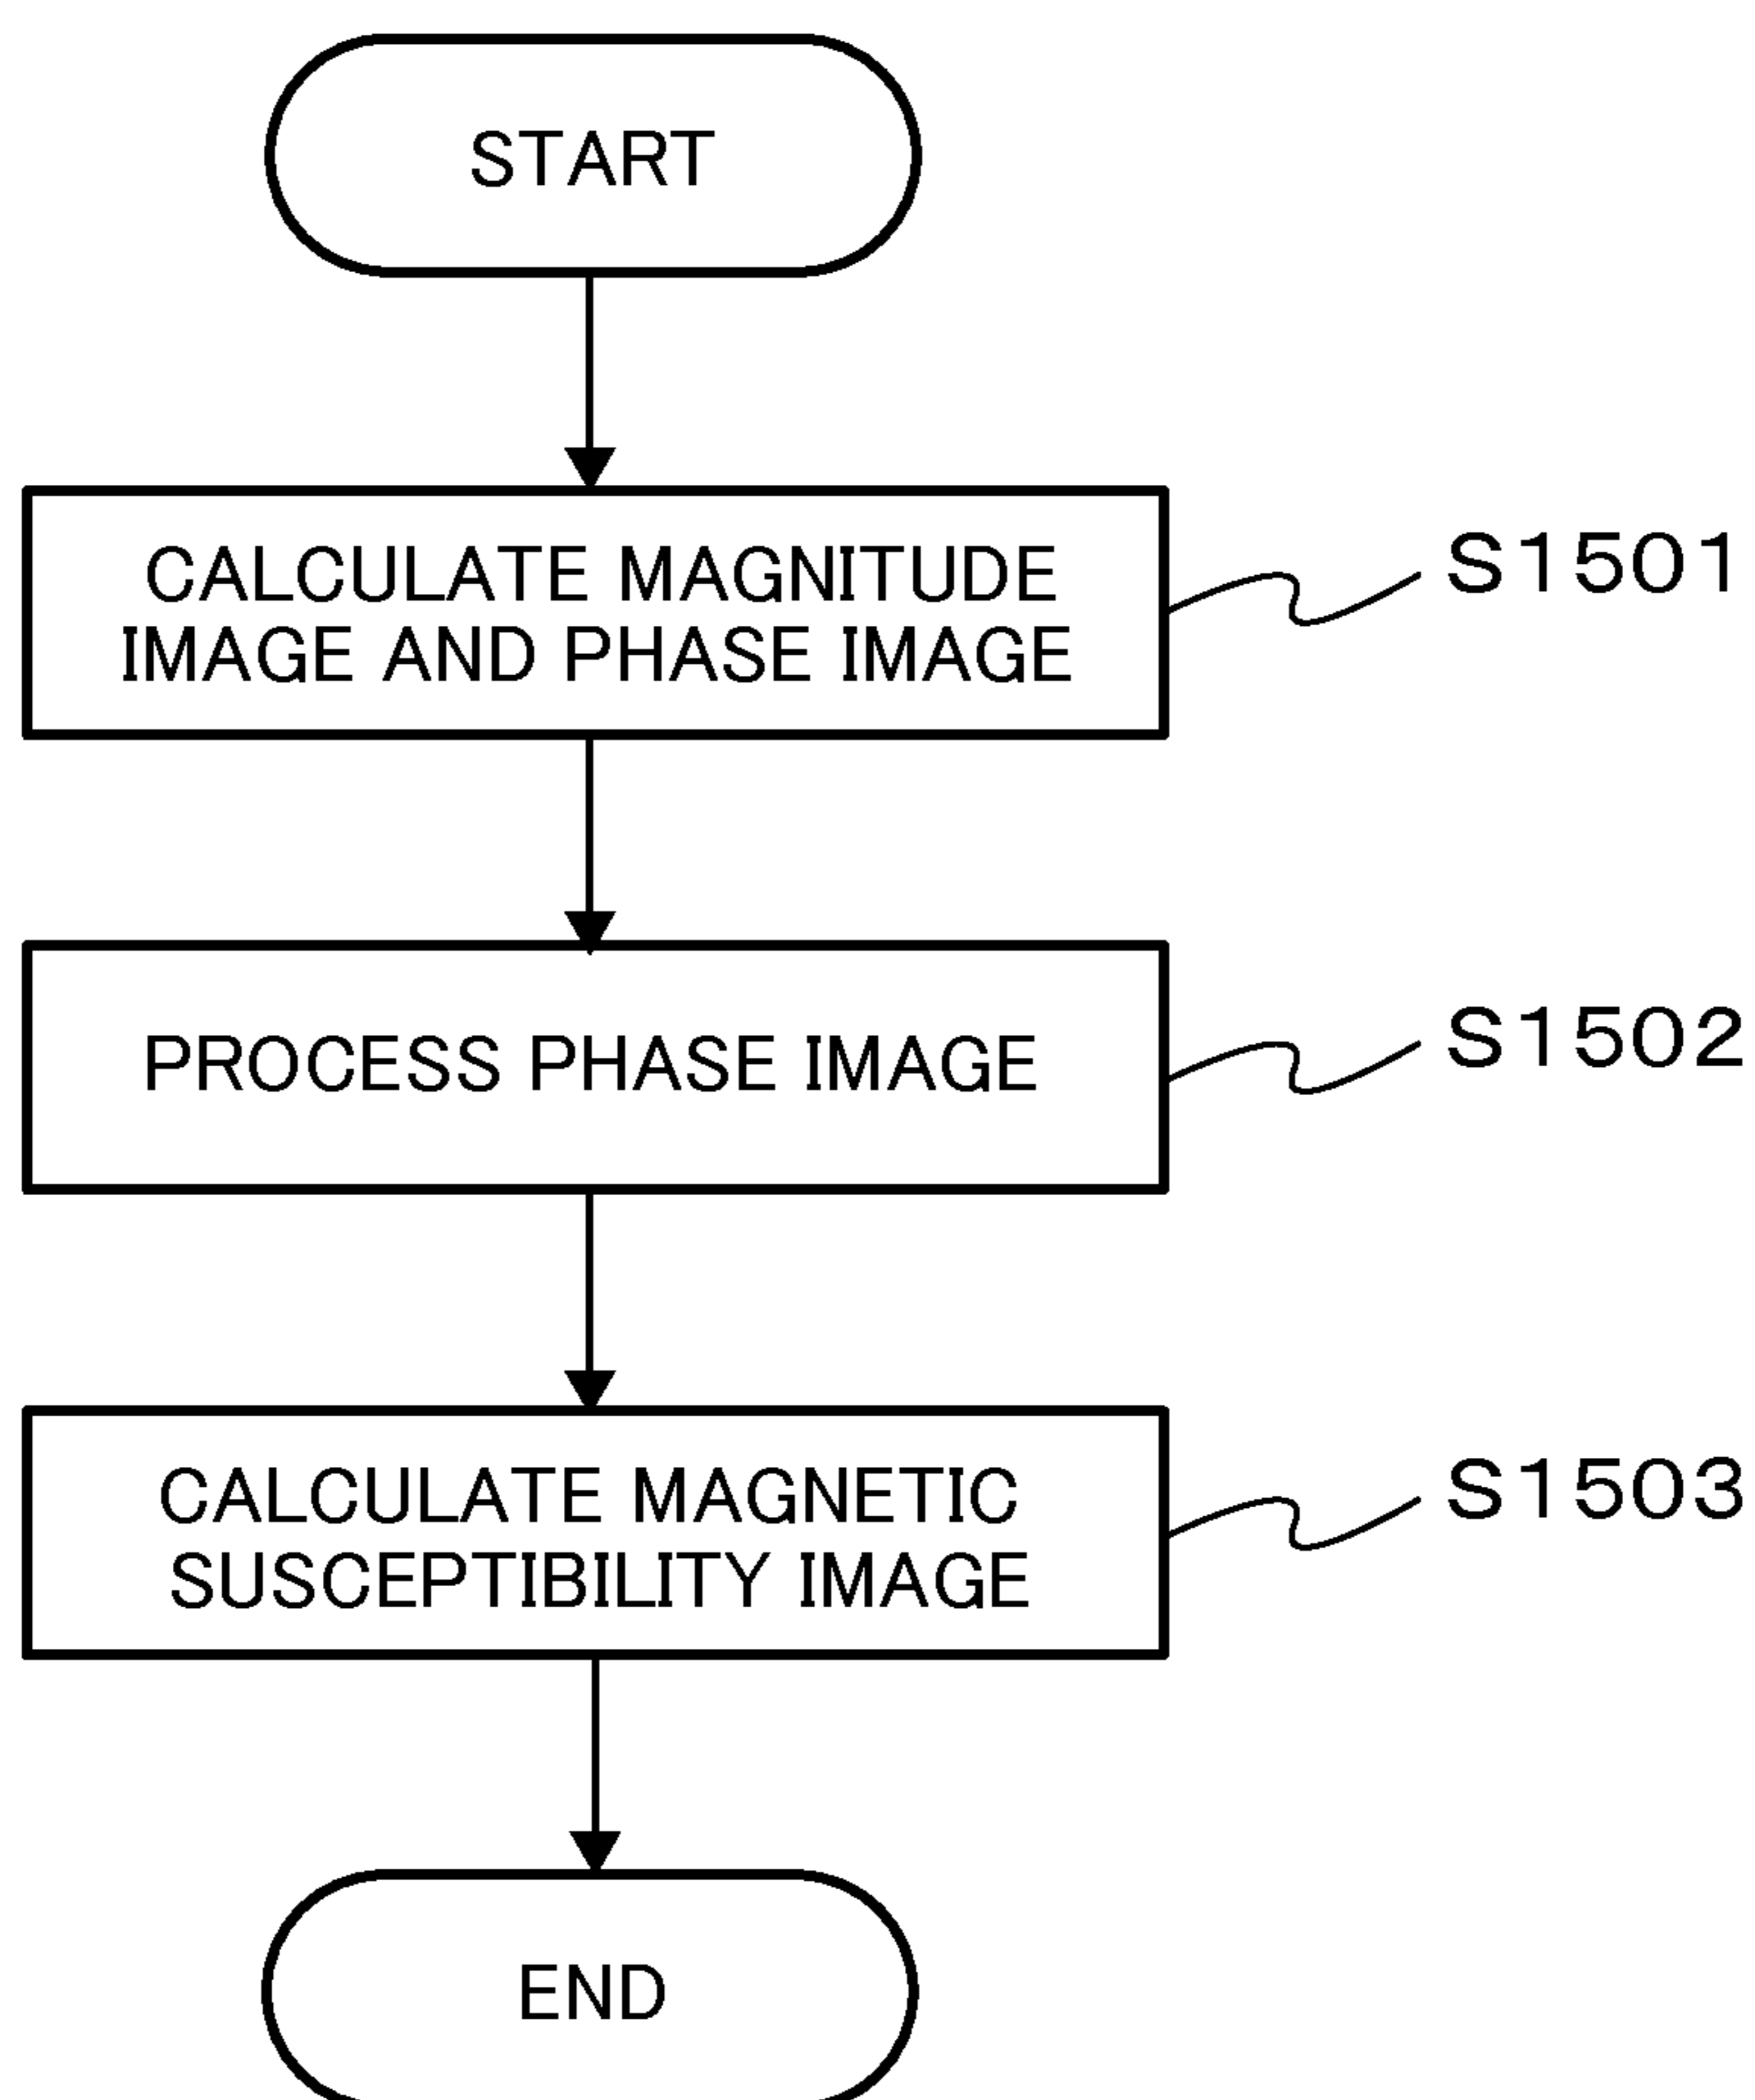 START
CALCULATE MAGNITUDE
IMAGE AND PHASE IMAGE
S1501
PROCESS PHASE IMAGE
S1502
CALCULATE MAGNETIC
SUSCEPTIBILITY IMAGE
S1503
END